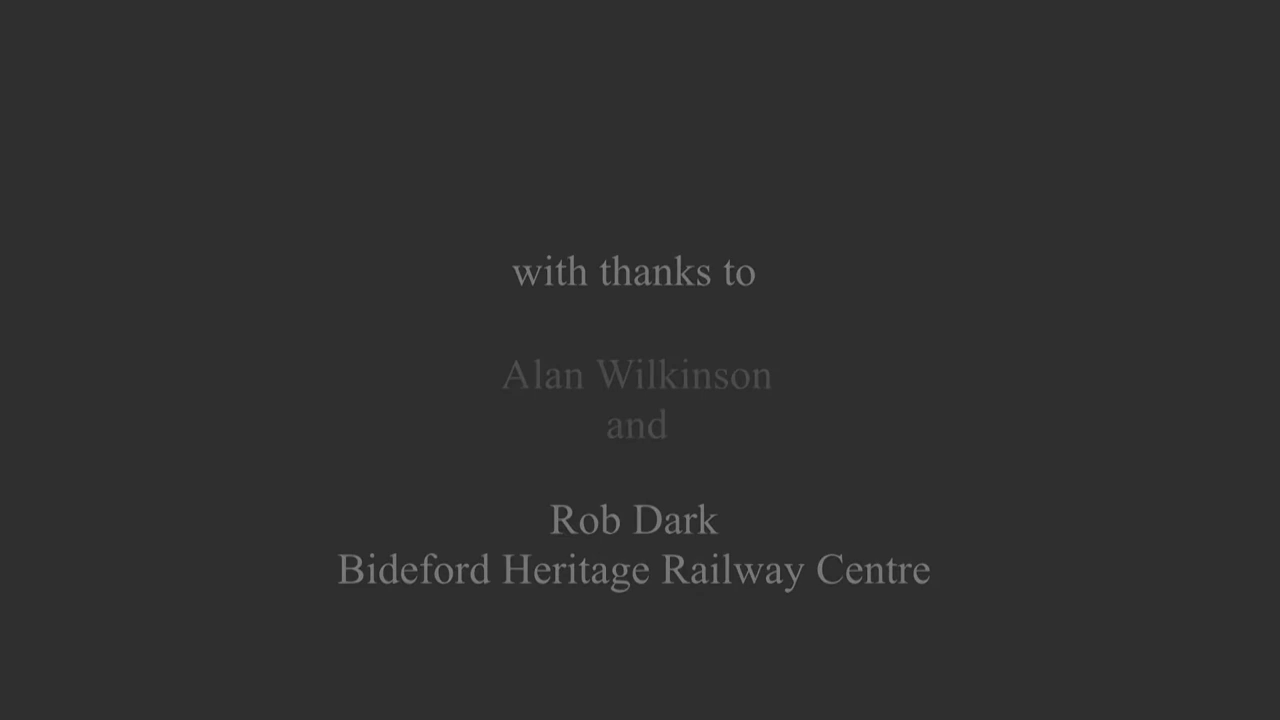 with thanks to
Alan Wilkinson
and
Rob Dark
Bideford Heritage Railway Centre